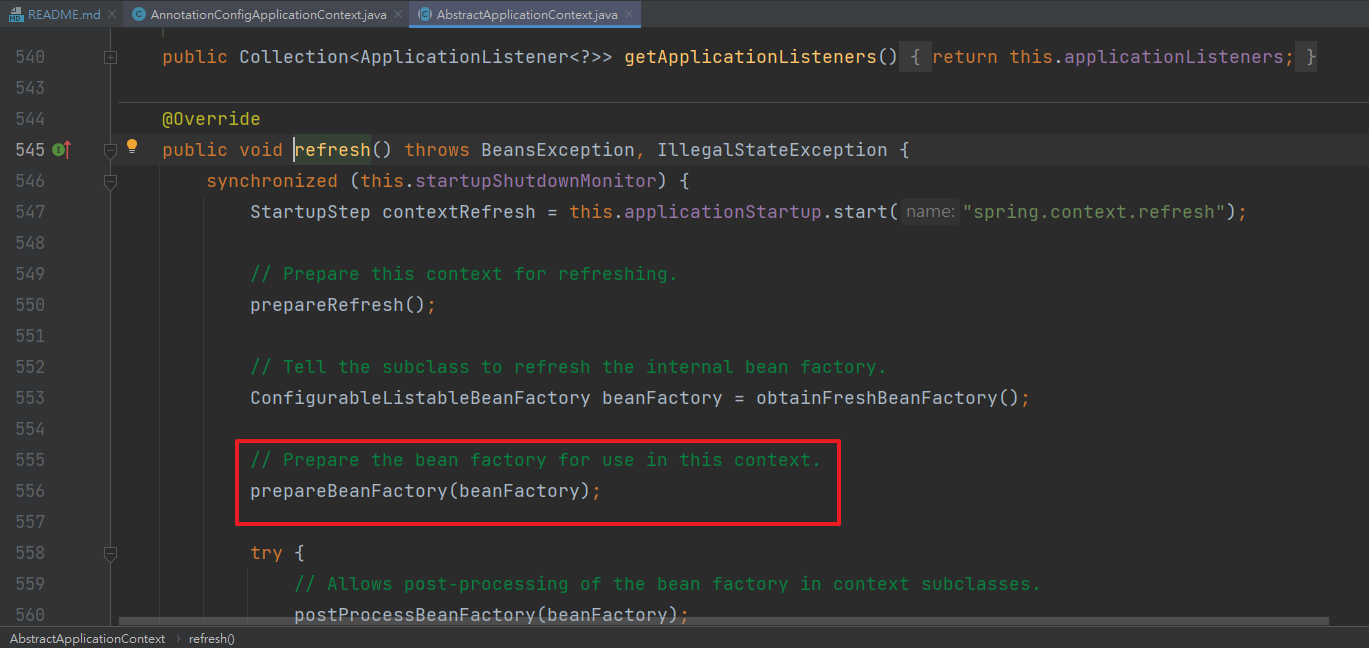 README.md AnnotationConfigApplicationContext.java AbstractApplicationContext.java
540 public Collection<ApplicationListener<?>> getApplicationListeners() { return this.applicationListeners; }
543
544 @Override
545 public void refresh() throws BeansException, IllegalStateException {
546 synchronized (this.startupShutdownMonitor) {
547 StartupStep contextRefresh = this.applicationStartup.start( name: "spring.context.refresh");
548
549 // Prepare this context for refreshing.
550 prepareRefresh();
551
552 // Tell the subclass to refresh the internal bean factory.
553 ConfigurableListableBeanFactory beanFactory = obtainFreshBeanFactory();
554
555 // Prepare the bean factory for use in this context.
556 prepareBeanFactory(beanFactory);
557
558 try {
559 // Allows post-processing of the bean factory in context subclasses.
560 postProcessBeanFactory(beanFactory);
AbstractApplicationContext › refresh()